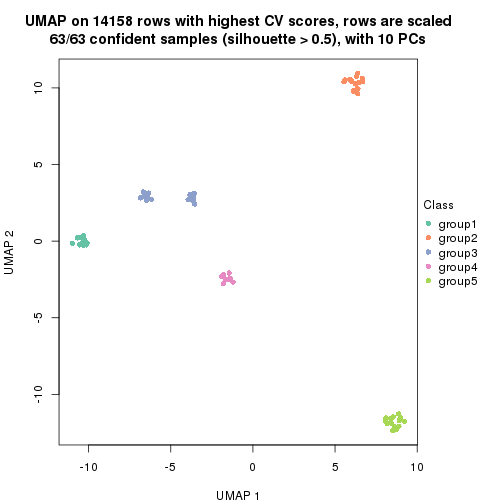 UMAP on 14158 rows with highest CV scores, rows are scaled
63/63 confident samples (silhouette > 0.5), with 10 PCs
10
5
0
-5
-10
UMAP 2
Class
group1
group2
group3
group4
group5
-10
-5
0
5
10
UMAP 1